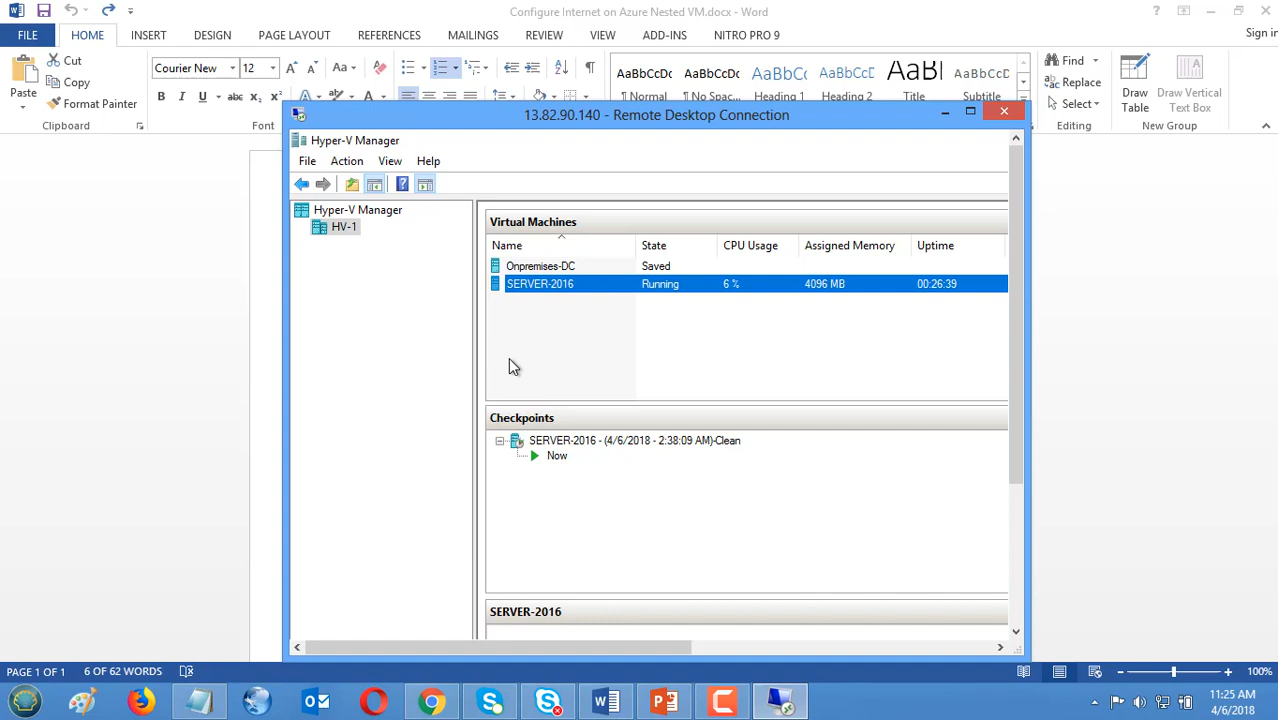 Configure Internet on Azure Nested VM.docx - Word
FILE HOME INSERT DESIGN PAGE LAYOUT REFERENCES MAILINGS REVIEW VIEW ADD-INS NITRO PRO 9 Sign in
Paste
Cut
Copy
Format Painter
Clipboard
Courier New 12
Aa
B I U abc X2 X2 A
Font
AaBbCcDc AaBbCcDc AaBbC AaBbCc AaBl AaBbCcD
¶ Normal ¶ No Spac... Heading 1 Heading 2 Title Subtitle
Find
Replace
Select
Editing
Draw Table
Draw Vertical Text Box
New Group
13.82.90.140 - Remote Desktop Connection
Hyper-V Manager
File Action View Help
Hyper-V Manager
HV-1
Virtual Machines
Name State CPU Usage Assigned Memory Uptime
Onpremises-DC Saved
SERVER-2016 Running 6 % 4096 MB 00:26:39
Checkpoints
SERVER-2016 - (4/6/2018 - 2:38:09 AM)-Clean
Now
SERVER-2016
PAGE 1 OF 1 6 OF 62 WORDS 100%
11:25 AM
4/6/2018